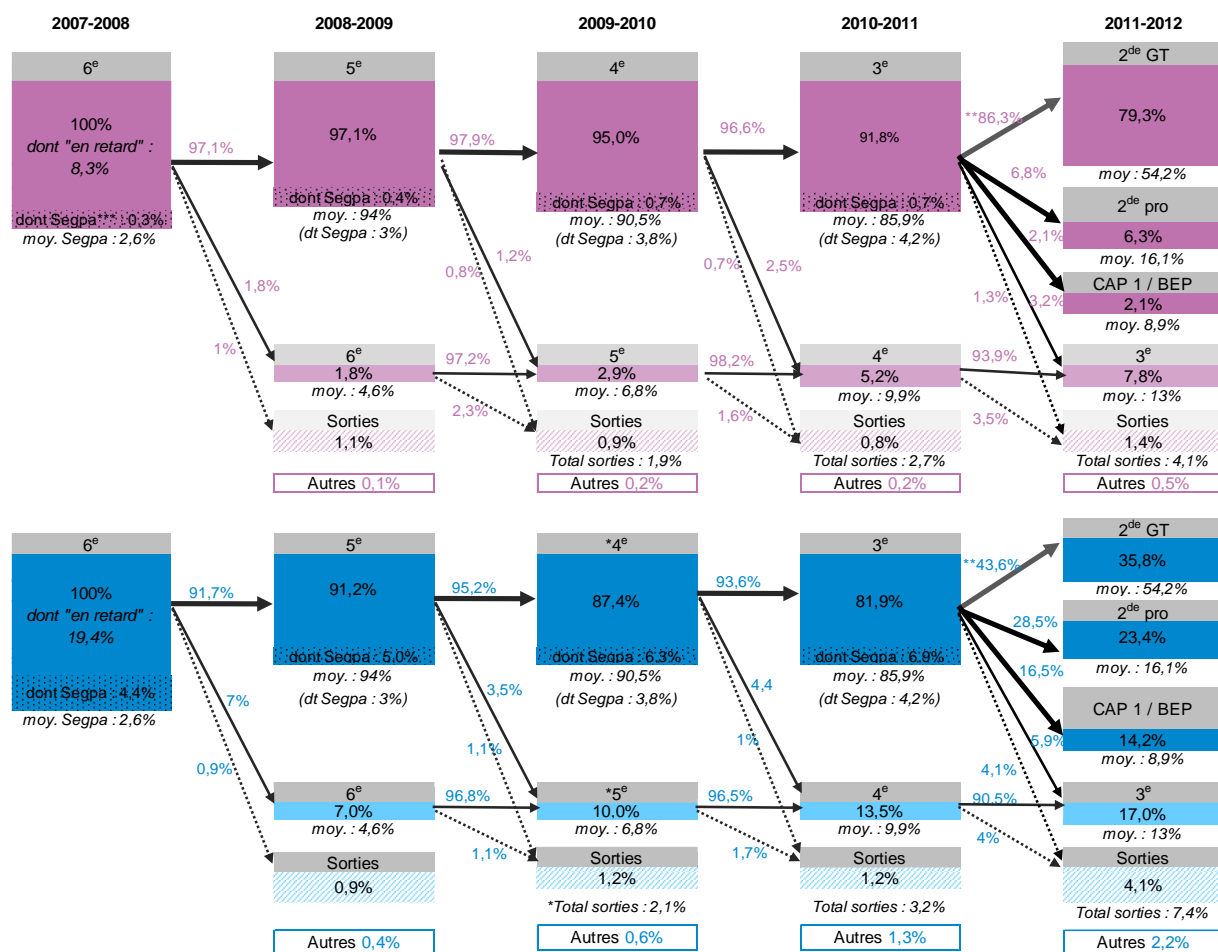 2007-2008 2008-2009 2009-2010 2010-2011 2011-2012
6e 5e 4e 3e 2de GT
100%
dont "en retard" :
8,3%
dont Segpa*** : 0,3%
moy. Segpa : 2,6%
97,1%
1,8%
1%
97,1%
dont Segpa : 0,4%
moy. : 94%
(dt Segpa : 3%)
97,9%
1,2%
0,8%
95,0%
dont Segpa : 0,7%
moy. : 90,5%
(dt Segpa : 3,8%)
96,6%
2,5%
0,7%
91,8%
dont Segpa : 0,7%
moy. : 85,9%
(dt Segpa : 4,2%)
**86,3%
6,8%
2,1%
3,2%
1,3%
79,3%
moy : 54,2%
2de pro
6,3%
moy. 16,1%
CAP 1 / BEP
2,1%
moy. 8,9%
6e
1,8%
moy. : 4,6%
97,2%
2,3%
5e
2,9%
moy. : 6,8%
98,2%
1,6%
4e
5,2%
moy. : 9,9%
93,9%
3,5%
3e
7,8%
moy. : 13%
Sorties
1,1%
Sorties
0,9%
Total sorties : 1,9%
Sorties
0,8%
Total sorties : 2,7%
Sorties
1,4%
Total sorties : 4,1%
Autres 0,1%
Autres 0,2%
Autres 0,2%
Autres 0,5%
6e 5e *4e 3e 2de GT
100%
dont "en retard" :
19,4%
dont Segpa : 4,4%
moy. Segpa : 2,6%
91,7%
7%
0,9%
91,2%
dont Segpa : 5,0%
moy. : 94%
(dt Segpa : 3%)
95,2%
3,5%
1,1%
87,4%
dont Segpa : 6,3%
moy. : 90,5%
(dt Segpa : 3,8%)
93,6%
4,4
1%
81,9%
dont Segpa : 6,9%
moy. : 85,9%
(dt Segpa : 4,2%)
**43,6%
28,5%
16,5%
5,9%
4,1%
35,8%
moy. : 54,2%
2de pro
23,4%
moy. : 16,1%
CAP 1 / BEP
14,2%
moy. : 8,9%
6e
7,0%
moy. : 4,6%
96,8%
1,1%
*5e
10,0%
moy. : 6,8%
96,5%
1,7%
4e
13,5%
moy. : 9,9%
90,5%
4%
3e
17,0%
moy. : 13%
Sorties
0,9%
Sorties
1,2%
*Total sorties : 2,1%
Sorties
1,2%
Total sorties : 3,2%
Sorties
4,1%
Total sorties : 7,4%
Autres 0,4%
Autres 0,6%
Autres 1,3%
Autres 2,2%